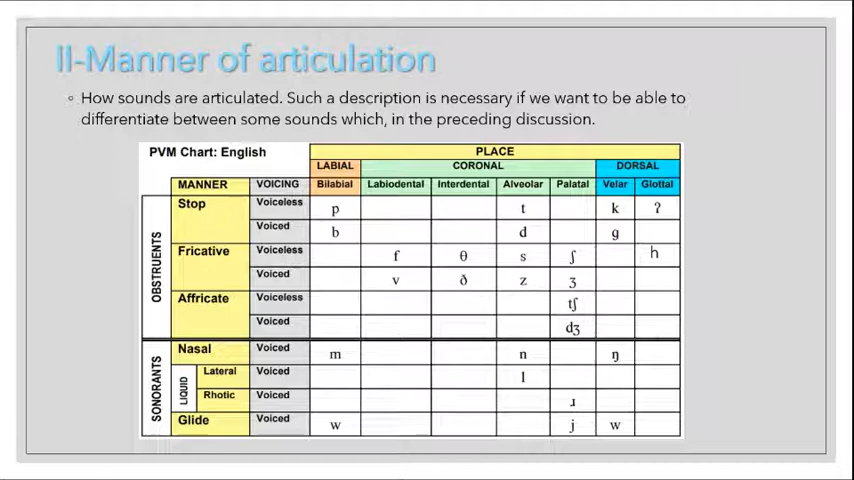 II-Manner of articulation
◦ How sounds are articulated. Such a description is necessary if we want to be able to
differentiate between some sounds which, in the preceding discussion.
PVM Chart: English PLACE
LABIAL CORONAL DORSAL
MANNER VOICING Bilabial Labiodental Interdental Alveolar Palatal Velar Glottal
OBSTRUENTS
Stop Voiceless p t k ʔ
Voiced b d g
Fricative Voiceless f θ s ʃ h
Voiced v ð z ʒ
Affricate Voiceless tʃ
Voiced dʒ
SONORANTS
Nasal Voiced m n ŋ
LIQUID
Lateral Voiced l
Rhotic Voiced ɹ
Glide Voiced w j w